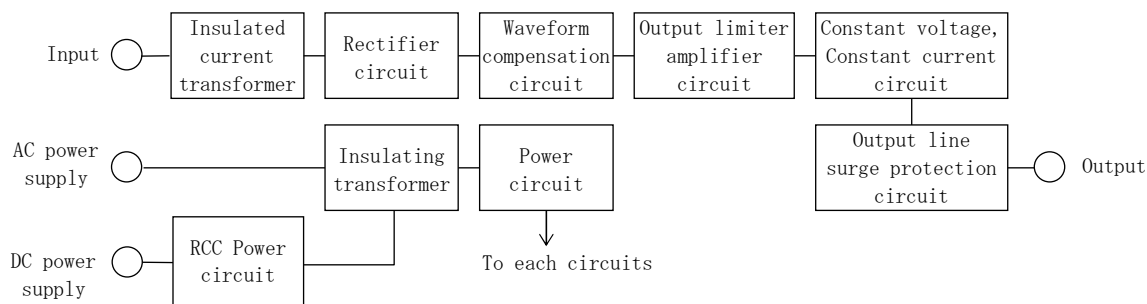 Input
Insulated
current
transformer
Rectifier
circuit
Waveform
compensation
circuit
Output limiter
amplifier
circuit
Constant voltage,
Constant current
circuit
Output line
surge protection
circuit
Output
AC power
supply
Insulating
transformer
Power
circuit
To each circuits
DC power
supply
RCC Power
circuit